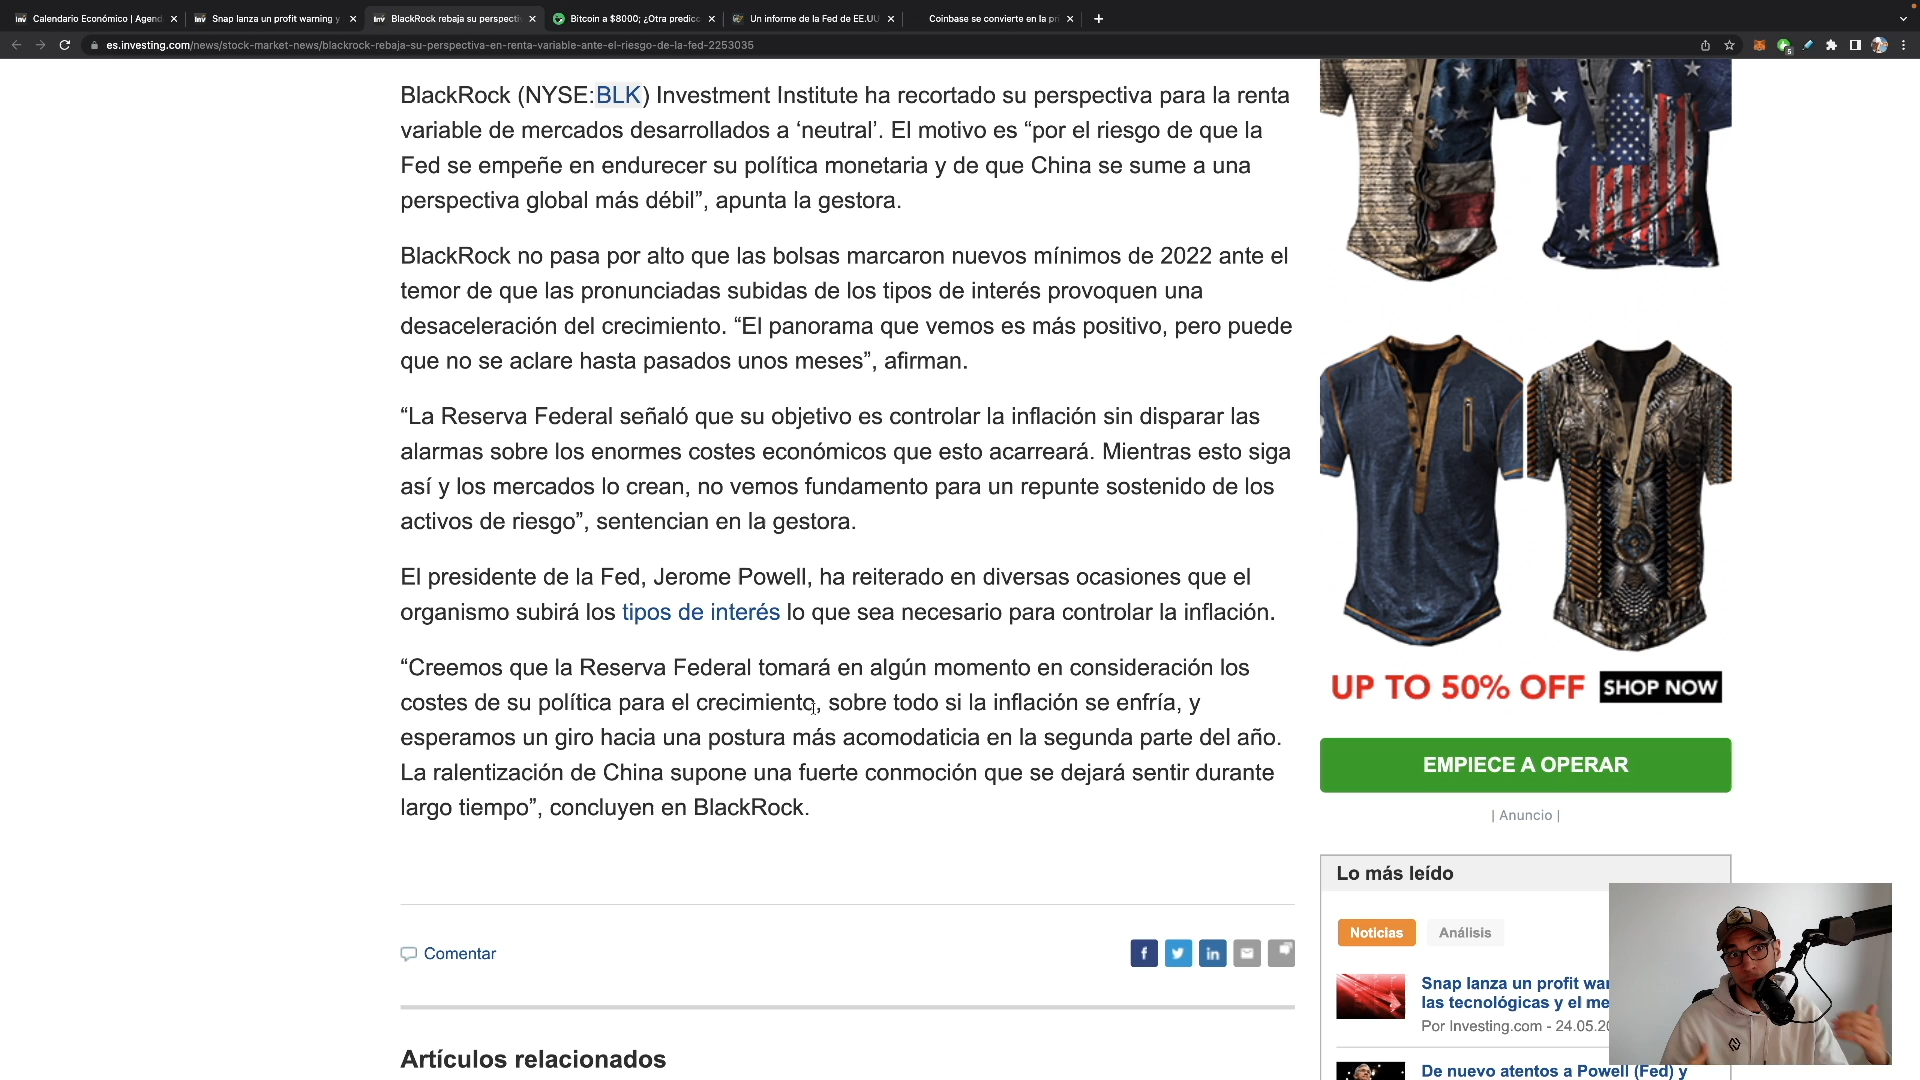 Calendario Económico | Agend
Snap lanza un profit warning y
BlackRock rebaja su perspectiv
Bitcoin a $8000; ¿Otra predicc
Un informe de la Fed de EE.UU
Coinbase se convierte en la pri
es.investing.com/news/stock-market-news/blackrock-rebaja-su-perspectiva-en-renta-variable-ante-el-riesgo-de-la-fed-2253035
BlackRock (NYSE:BLK) Investment Institute ha recortado su perspectiva para la renta
variable de mercados desarrollados a ‘neutral’. El motivo es “por el riesgo de que la
Fed se empeñe en endurecer su política monetaria y de que China se sume a una
perspectiva global más débil”, apunta la gestora.
BlackRock no pasa por alto que las bolsas marcaron nuevos mínimos de 2022 ante el
temor de que las pronunciadas subidas de los tipos de interés provoquen una
desaceleración del crecimiento. “El panorama que vemos es más positivo, pero puede
que no se aclare hasta pasados unos meses”, afirman.
“La Reserva Federal señaló que su objetivo es controlar la inflación sin disparar las
alarmas sobre los enormes costes económicos que esto acarreará. Mientras esto siga
así y los mercados lo crean, no vemos fundamento para un repunte sostenido de los
activos de riesgo”, sentencian en la gestora.
El presidente de la Fed, Jerome Powell, ha reiterado en diversas ocasiones que el
organismo subirá los tipos de interés lo que sea necesario para controlar la inflación.
“Creemos que la Reserva Federal tomará en algún momento en consideración los
costes de su política para el crecimiento, sobre todo si la inflación se enfría, y
esperamos un giro hacia una postura más acomodaticia en la segunda parte del año.
La ralentización de China supone una fuerte conmoción que se dejará sentir durante
largo tiempo”, concluyen en BlackRock.
Comentar
Artículos relacionados
UP TO 50% OFF SHOP NOW
EMPIECE A OPERAR
| Anuncio |
Lo más leído
Noticias
Análisis
Snap lanza un profit war
las tecnológicas y el me
Por Investing.com - 24.05.20
De nuevo atentos a Powell (Fed) y